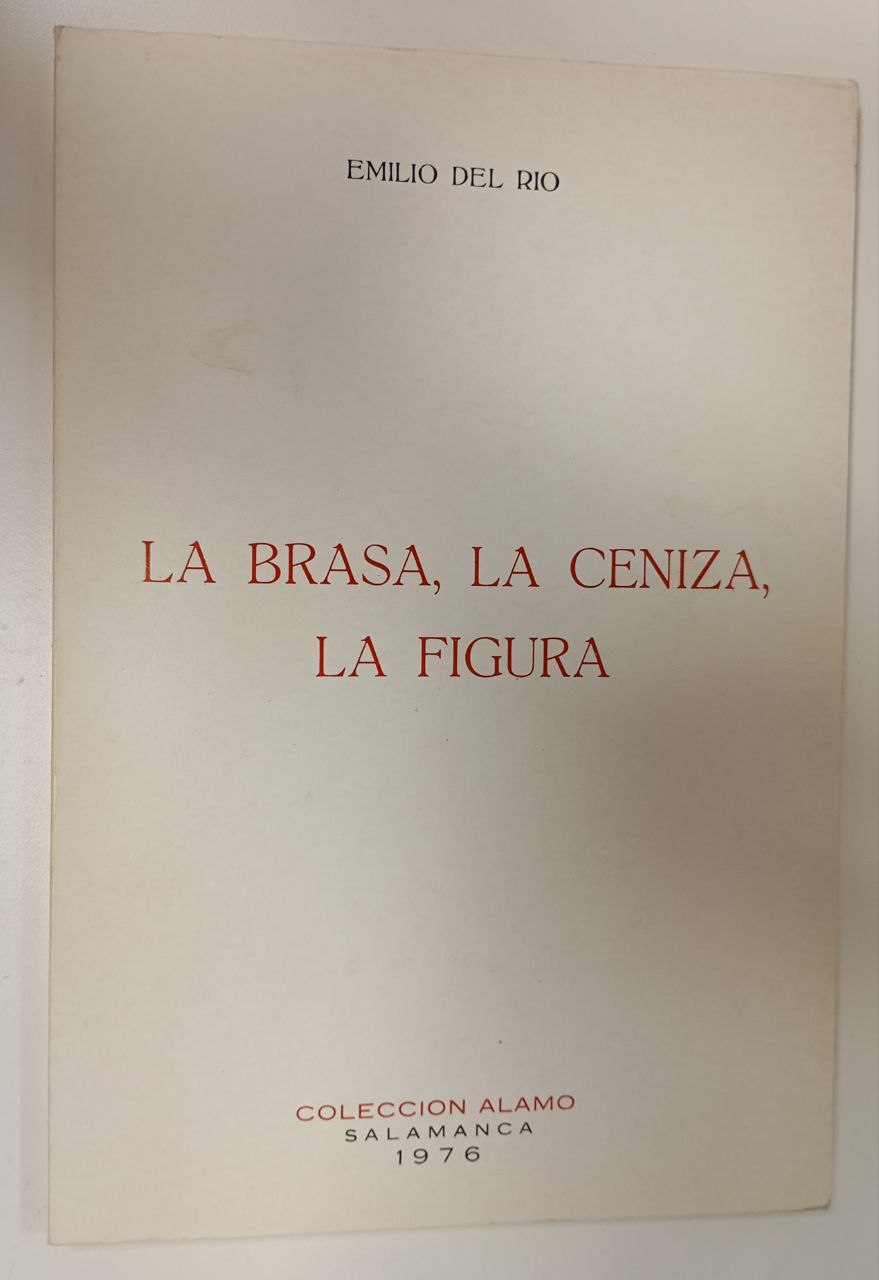 EMILIO DEL RIO
LA BRASA, LA CENIZA,
LA FIGURA
COLECCION ALAMO
SALAMANCA
1976